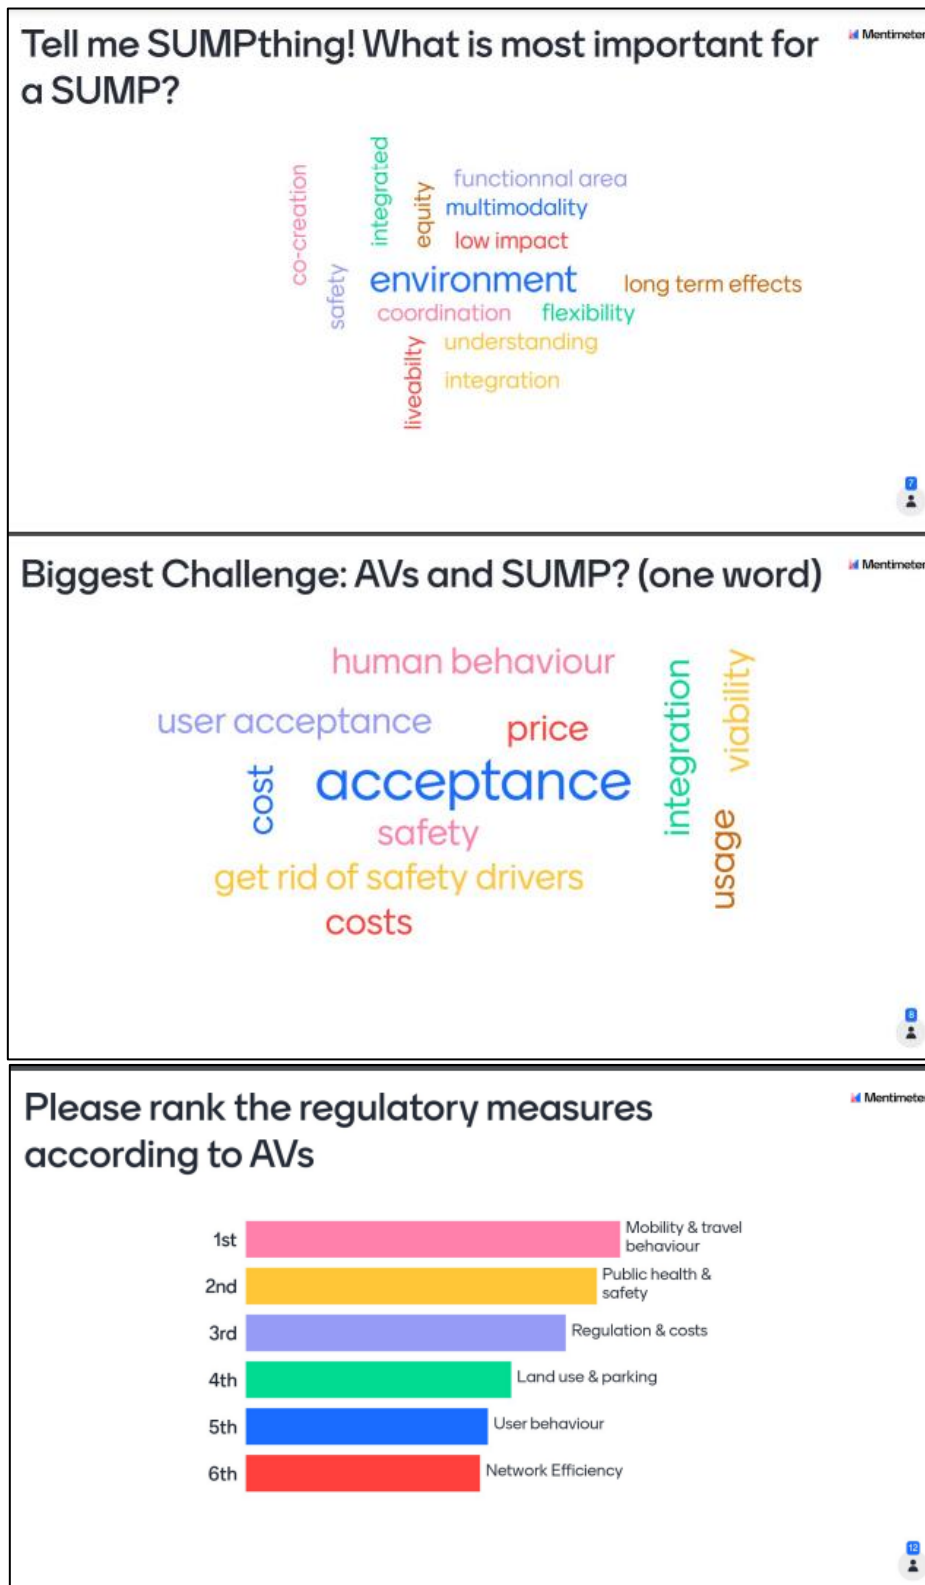 Tell me SUMPthing! What is most important for
a SUMP?
Mentimeter
co-creation
integrated
equity
functionnal area
multimodality
low impact
safety
environment
long term effects
coordination
flexibility
liveabilty
understanding
integration
7
Biggest Challenge: AVs and SUMP? (one word)
Mentimeter
human behaviour
integration
viability
user acceptance
price
cost
acceptance
safety
usage
get rid of safety drivers
costs
8
Please rank the regulatory measures
according to AVs
Mentimeter
1st
Mobility & travel
behaviour
2nd
Public health &
safety
3rd
Regulation & costs
4th
Land use & parking
5th
User behaviour
6th
Network Efficiency
12